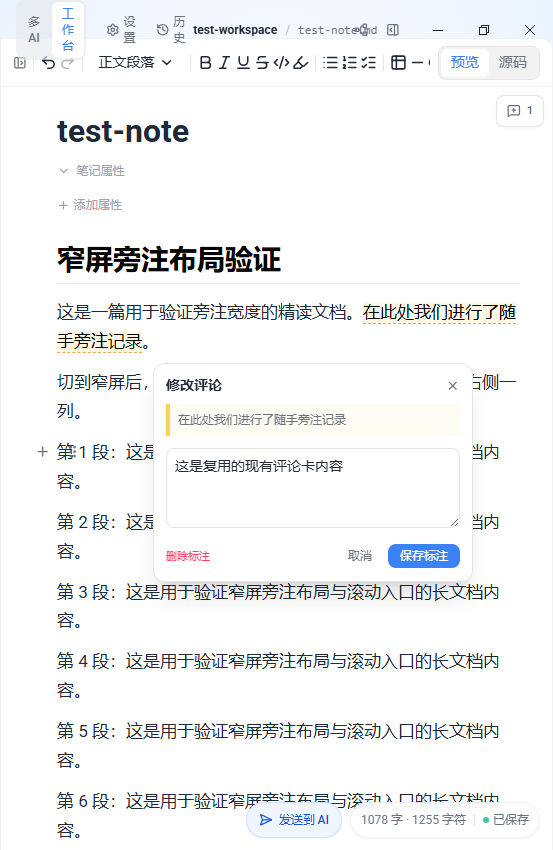 多 AI
工作台
设置
历史
test-workspace / test-note.md
正文段落
预览
源码
1
test-note
笔记属性
添加属性
窄屏旁注布局验证
这是一篇用于验证旁注宽度的精读文档。在此处我们进行了随
手旁注记录。
切到窄屏后，
右侧一
列。
修改评论
在此处我们进行了随手旁注记录
这是复用的现有评论卡内容
删除标注
取消
保存标注
第 1 段：这是
内
容。
第 2 段：这是
内
容。
第 3 段：这是用于验证窄屏旁注布局与滚动入口的长文档内
容。
第 4 段：这是用于验证窄屏旁注布局与滚动入口的长文档内
容。
第 5 段：这是用于验证窄屏旁注布局与滚动入口的长文档内
容。
第 6 段：这是用于验证窄屏旁注布局与滚动入口的长文档内
容。
发送到 AI
1078 字 · 1255 字符
已保存